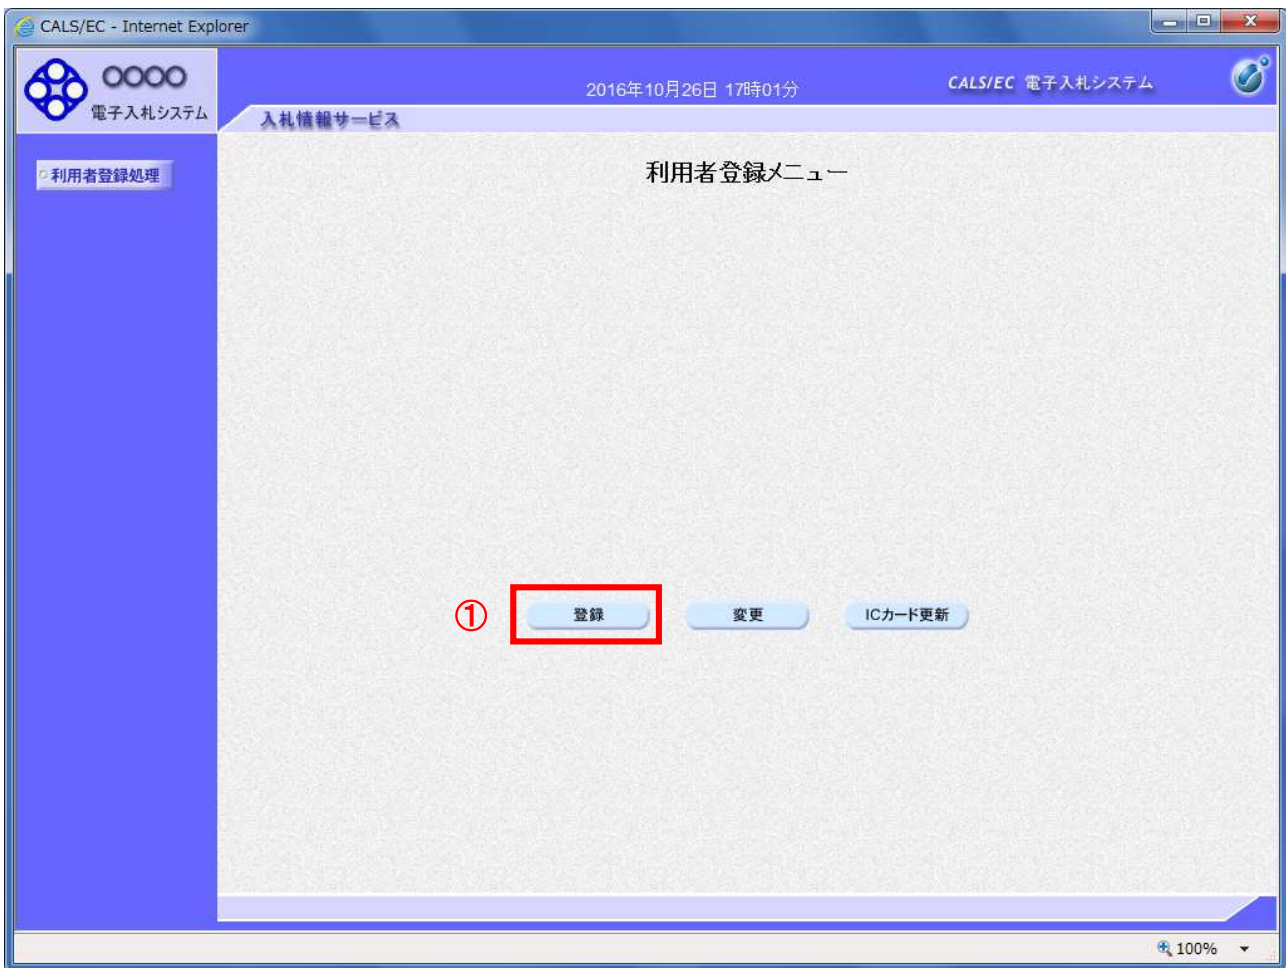 CALS/EC - Internet Explorer
○○○○
電子入札システム
2016年10月26日 17時01分
CALS/EC 電子入札システム
入札情報サービス
利用者登録処理
利用者登録メニュー
①
登録
変更
ICカード更新
100%